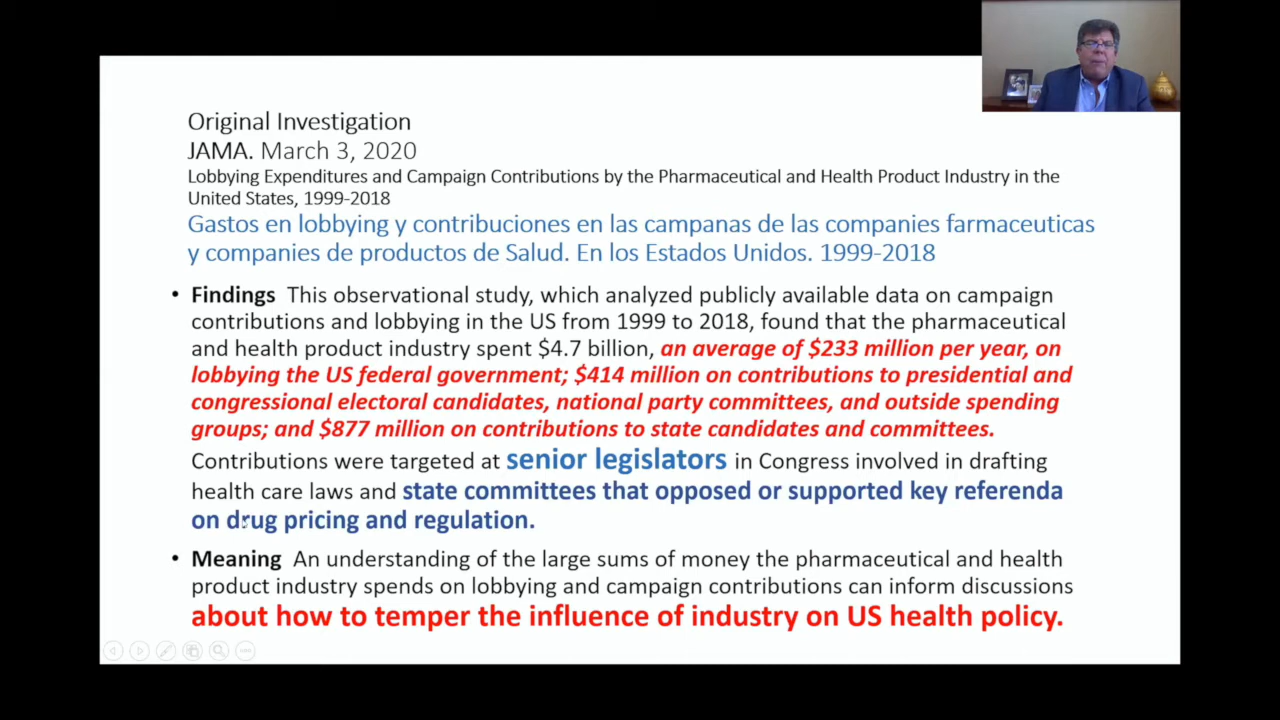 Original Investigation
JAMA. March 3, 2020
Lobbying Expenditures and Campaign Contributions by the Pharmaceutical and Health Product Industry in the
United States, 1999-2018
Gastos en lobbying y contribuciones en las campanas de las companies farmaceuticas
y companies de productos de Salud. En los Estados Unidos. 1999-2018
• Findings This observational study, which analyzed publicly available data on campaign
contributions and lobbying in the US from 1999 to 2018, found that the pharmaceutical
and health product industry spent $4.7 billion, an average of $233 million per year, on
lobbying the US federal government; $414 million on contributions to presidential and
congressional electoral candidates, national party committees, and outside spending
groups; and $877 million on contributions to state candidates and committees.
Contributions were targeted at senior legislators in Congress involved in drafting
health care laws and state committees that opposed or supported key referenda
on drug pricing and regulation.
• Meaning An understanding of the large sums of money the pharmaceutical and health
product industry spends on lobbying and campaign contributions can inform discussions
about how to temper the influence of industry on US health policy.